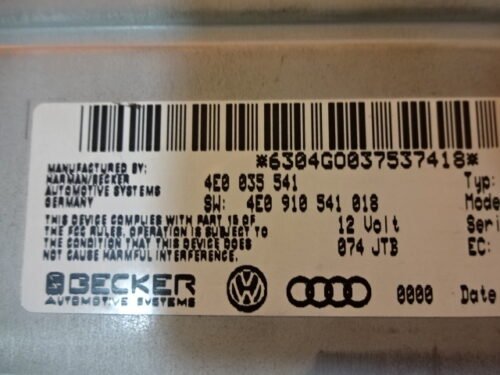 *6304GO037537418*
MANUFACTURED BY:
HARMAN/BECKER
AUTOMOTIVE SYSTEMS
GERMANY
4E0 035 541
Typ:
SW: 4E0 910 541 018
Mode
THIS DEVICE COMPLIES WITH PART 15 OF
THE FCC RULES. OPERATION IS SUBJECT TO
THE CONDITION THAT THIS DEVICE DOES
NOT CAUSE HARMFUL INTERFERENCE.
12 Volt
Seri
074 JTB
EC:
BECKER
AUTOMOTIVE SYSTEMS
0000
Date